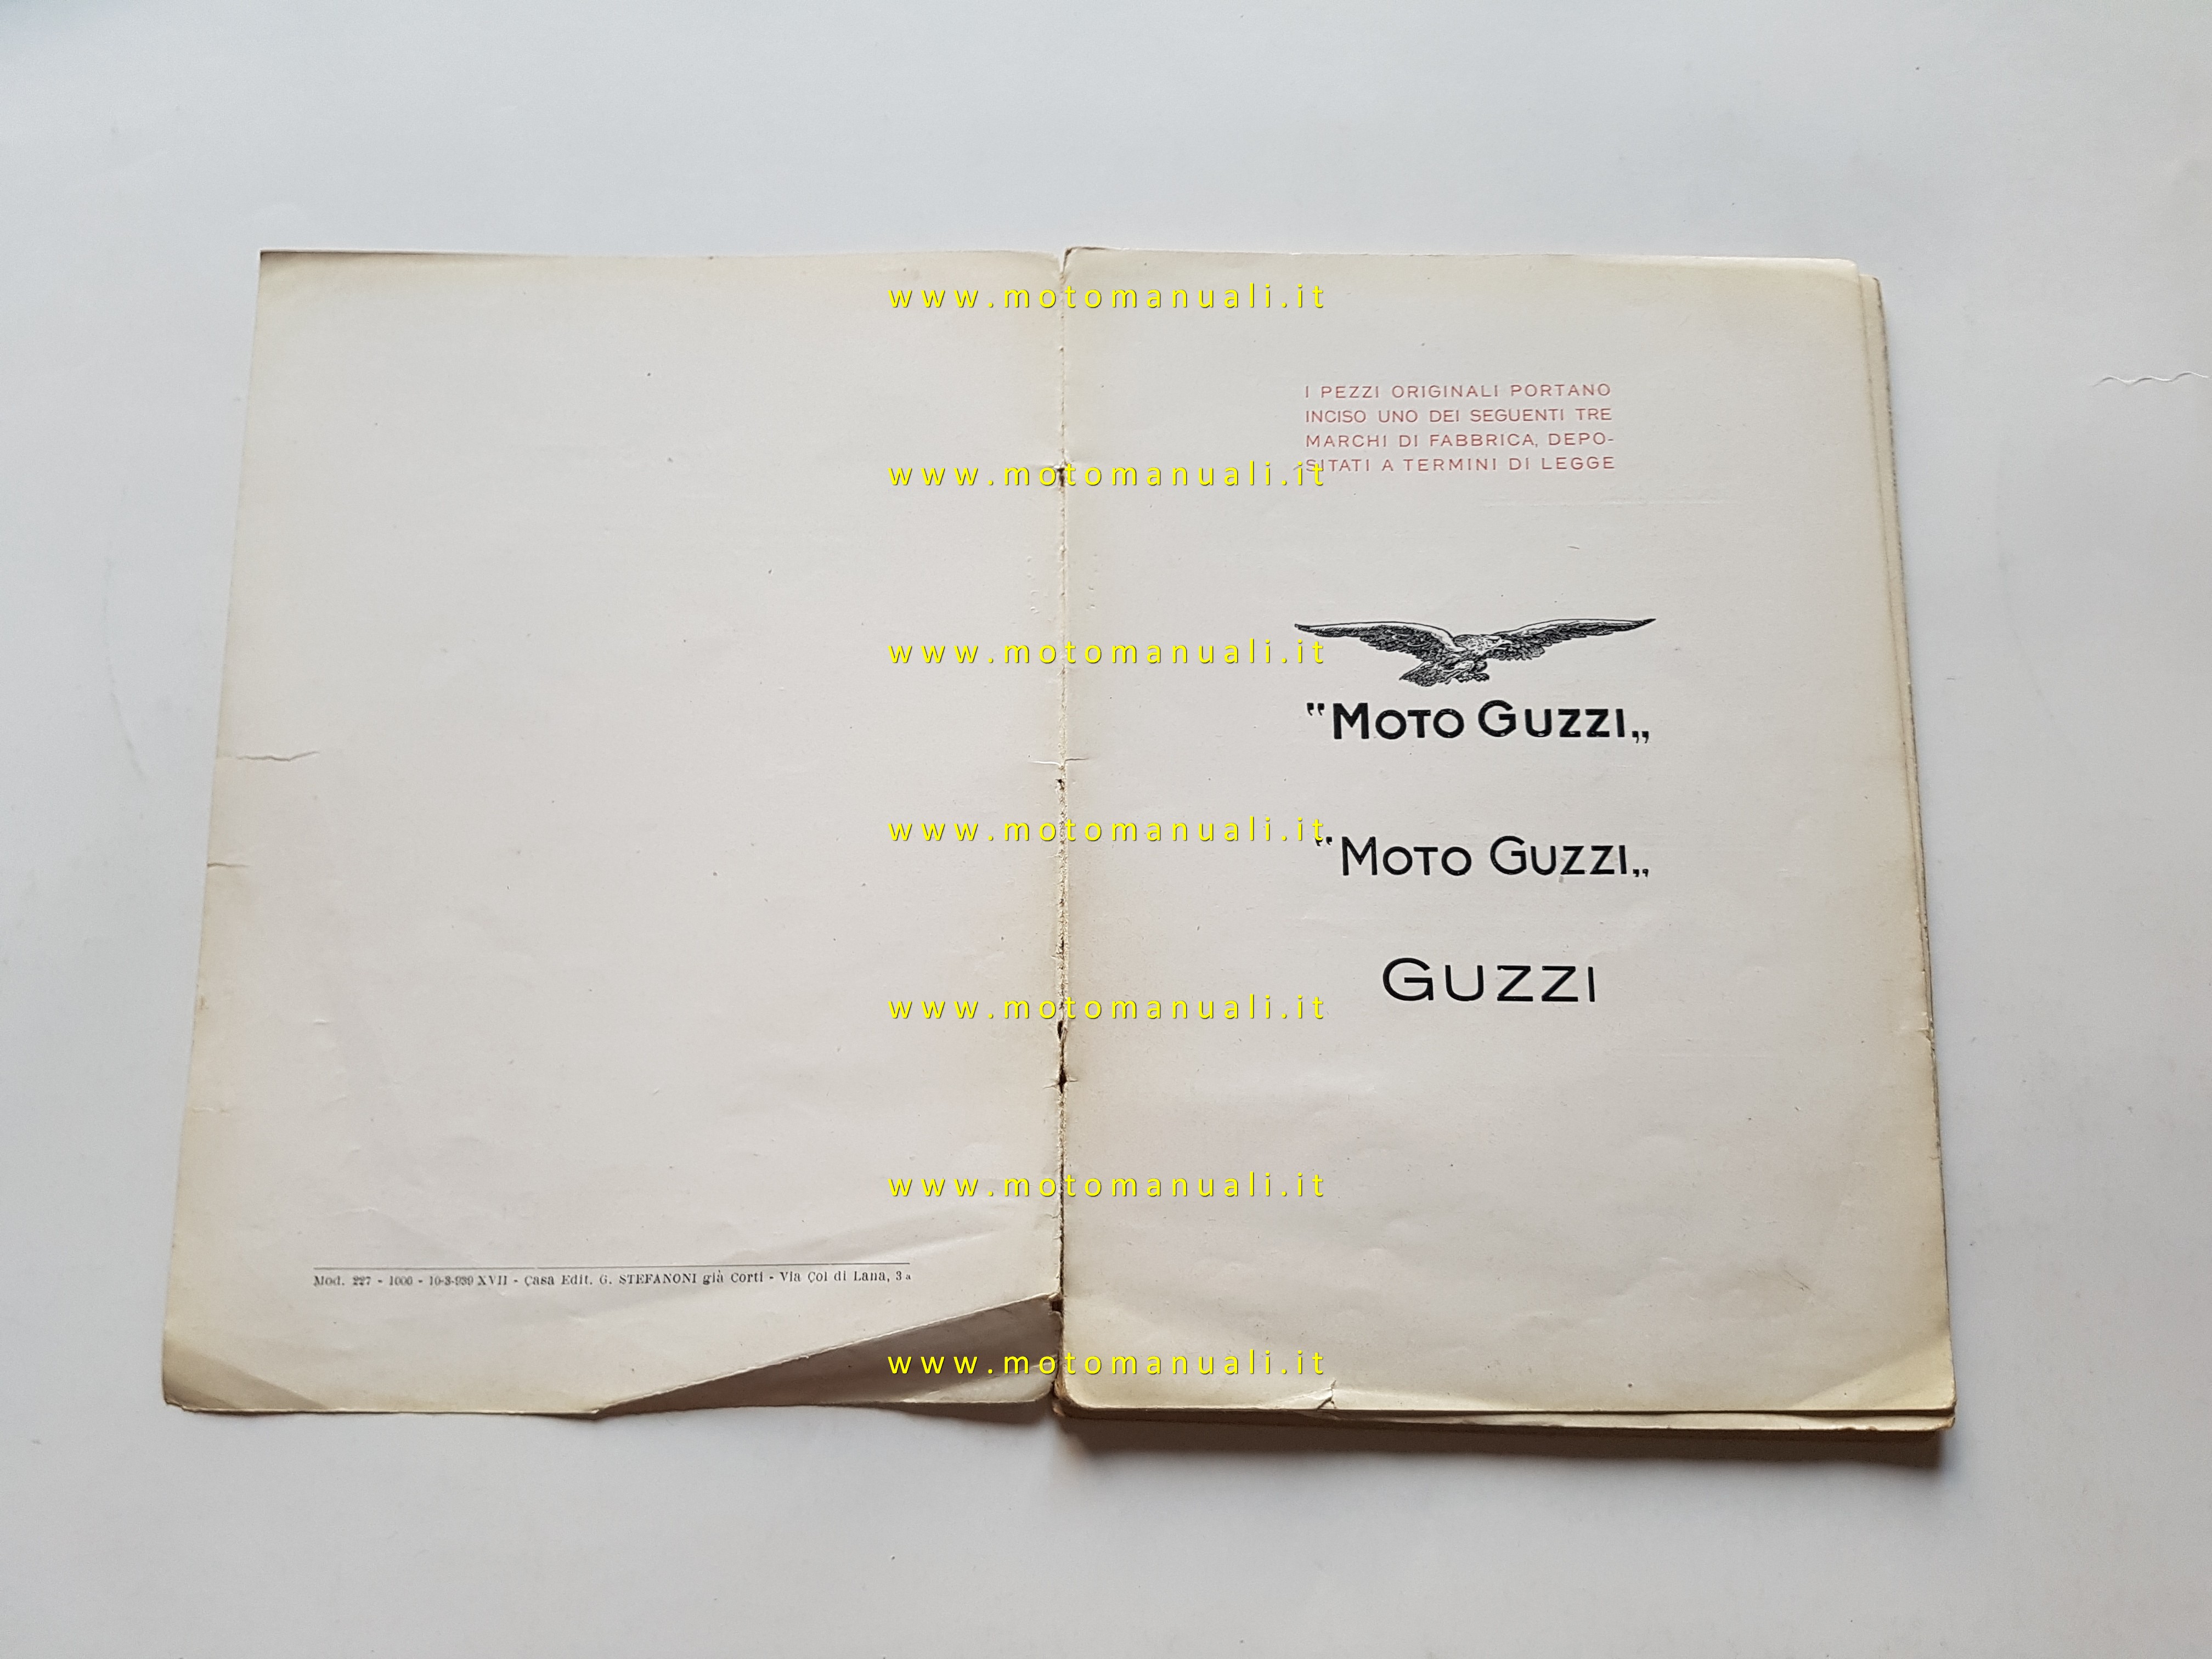 www.motomanuali.it
I PEZZI ORIGINALI PORTANO
INCISO UNO DEI SEGUENTI TRE
MARCHI DI FABBRICA, DEPO-
SITATI A TERMINI DI LEGGE
www.motomanuali.it
www.motomanuali.it
"MOTO GUZZI„
www.motomanuali.it
"MOTO GUZZI„
GUZZI
www.motomanuali.it
www.motomanuali.it
Mod. 227 - 1000 - 10-3-939 XVII - Casa Edit. G. STEFANONI già Corti - Via Col di Lana, 3 a
www.motomanuali.it